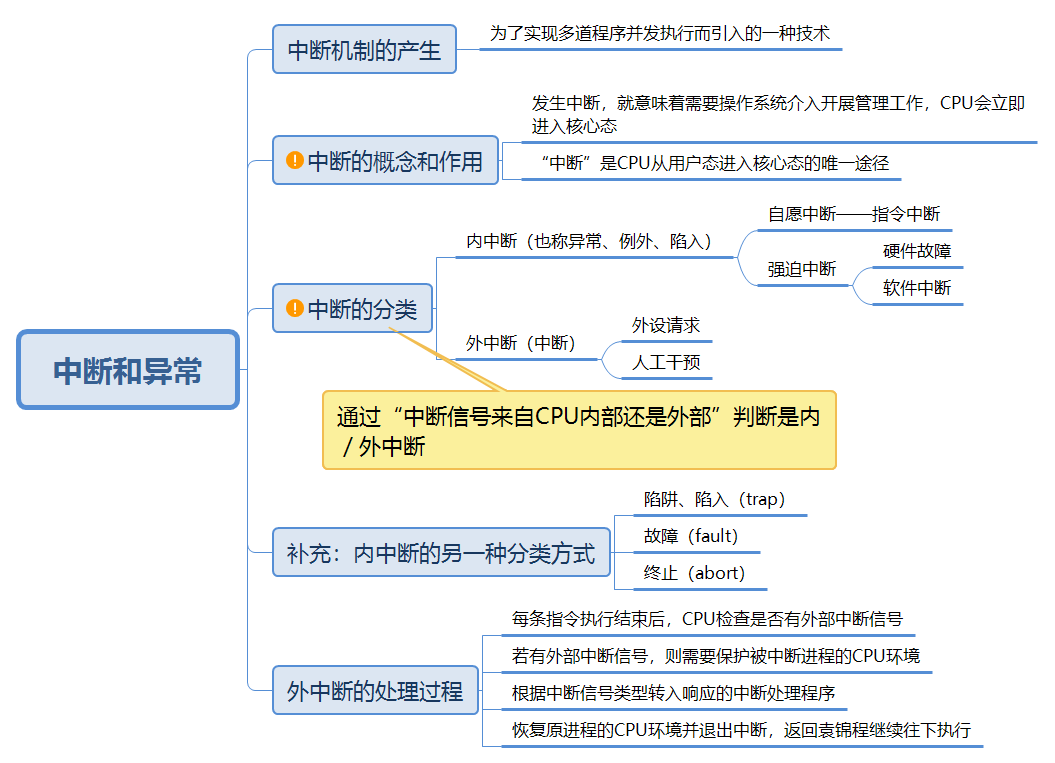 中断机制的产生
为了实现多道程序并发执行而引入的一种技术
中断的概念和作用
发生中断，就意味着需要操作系统介入开展管理工作，CPU会立即
进入核心态
“中断”是CPU从用户态进入核心态的唯一途径
中断的分类
内中断（也称异常、例外、陷入）
自愿中断——指令中断
强迫中断
硬件故障
软件中断
外中断（中断）
外设请求
人工干预
中断和异常
通过“中断信号来自CPU内部还是外部”判断是内
/ 外中断
补充：内中断的另一种分类方式
陷阱、陷入（trap）
故障（fault）
终止（abort）
外中断的处理过程
每条指令执行结束后，CPU检查是否有外部中断信号
若有外部中断信号，则需要保护被中断进程的CPU环境
根据中断信号类型转入响应的中断处理程序
恢复原进程的CPU环境并退出中断，返回袁锦程继续往下执行